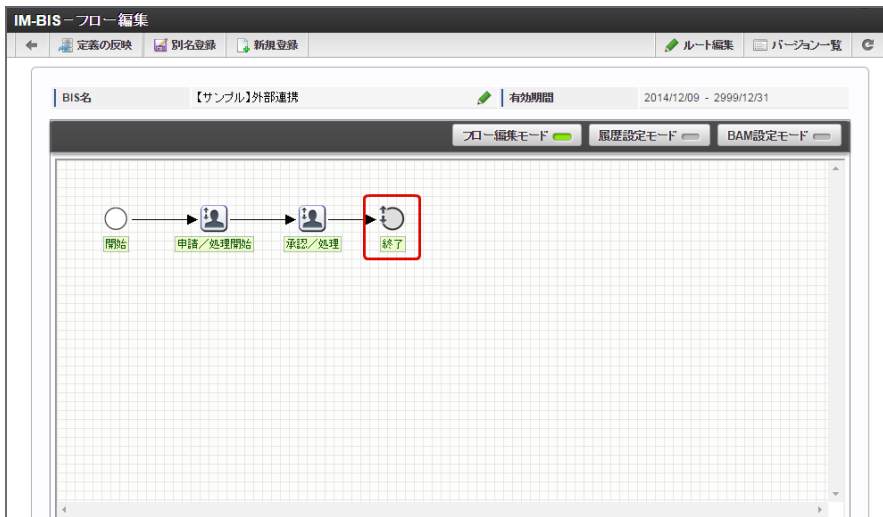 IM-BIS－フロー編集
定義の反映 別名登録 新規登録 ルート編集 バージョン一覧
BIS名 【サンプル】外部連携 有効期間 2014/12/09 - 2999/12/31
フロー編集モード 履歴設定モード BAM設定モード
開始 申請／処理開始 承認／処理 終了